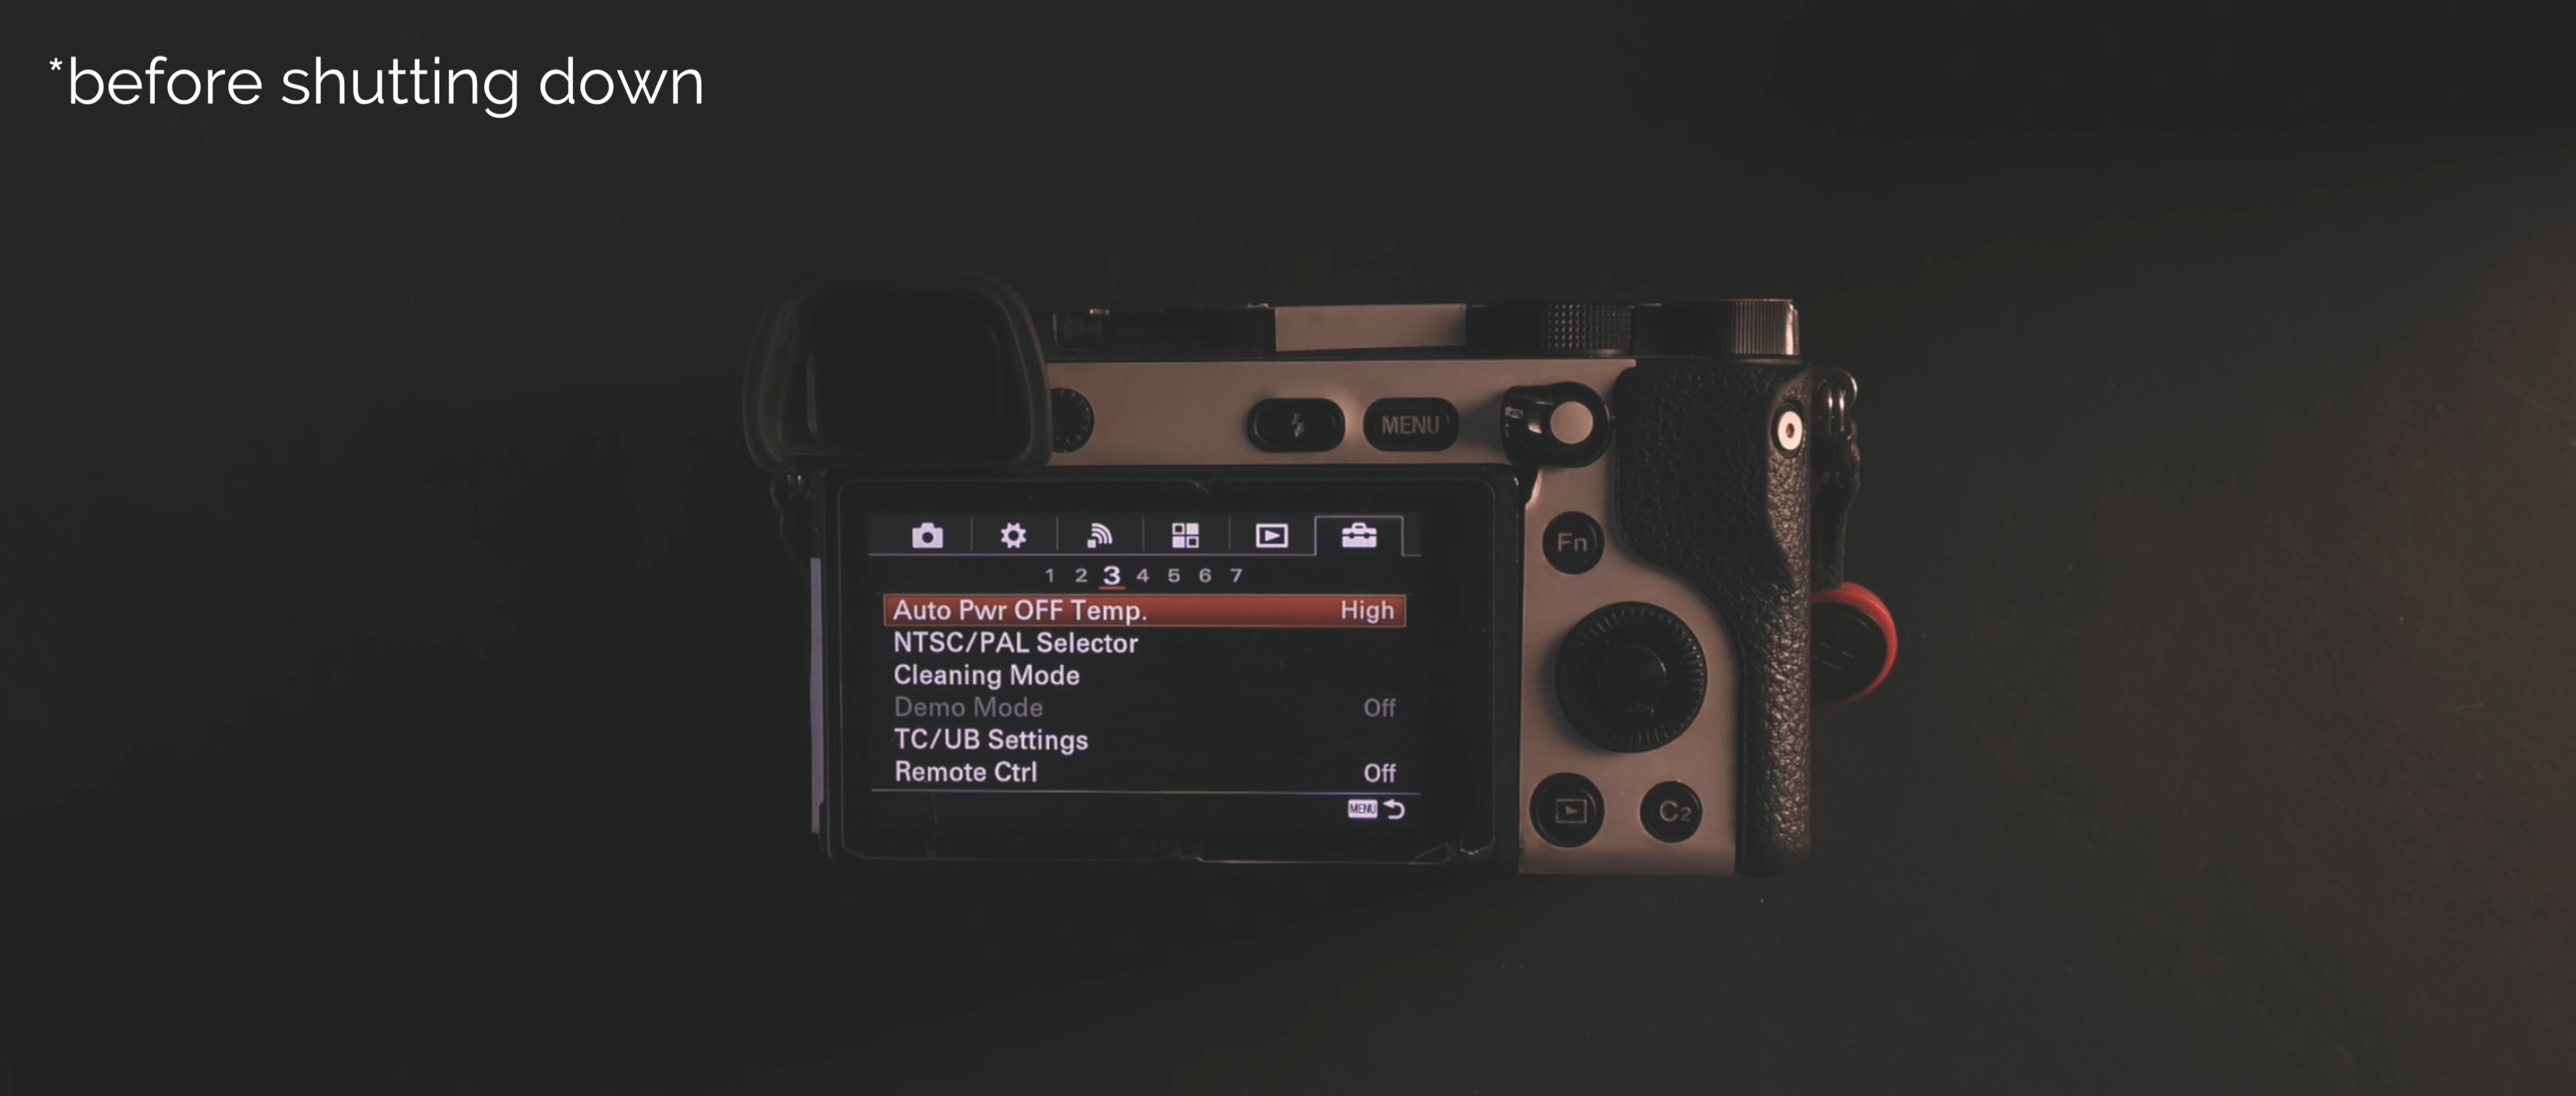 *before shutting down
MENU
Fn
1 2 3 4 5 6 7
Auto Pwr OFF Temp. High
NTSC/PAL Selector
Cleaning Mode
Demo Mode Off
TC/UB Settings
Remote Ctrl Off
MENU
C2
SONY